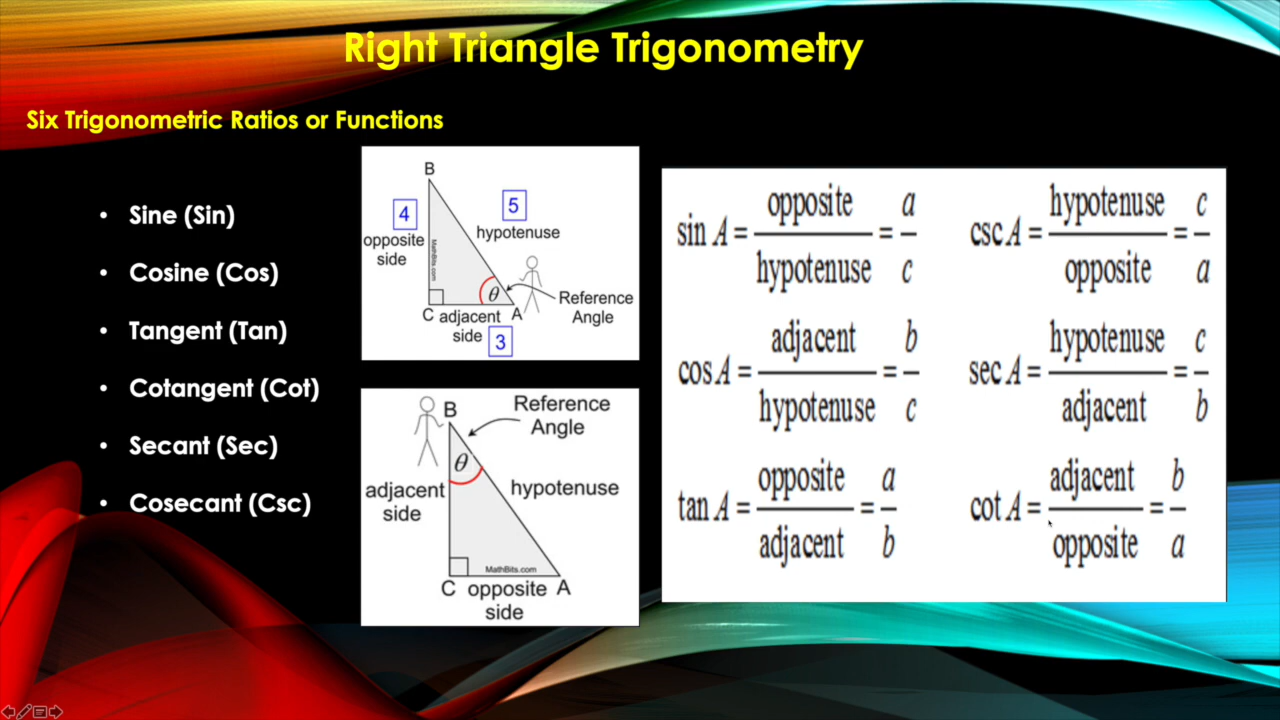 Right Triangle Trigonometry
Six Trigonometric Ratios or Functions
• Sine (Sin)
• Cosine (Cos)
• Tangent (Tan)
• Cotangent (Cot)
• Secant (Sec)
• Cosecant (Csc)
B
4
5
opposite
side
hypotenuse
MathBits.com
θ
Reference
Angle
C adjacent A
side 3
B
Reference
Angle
θ
adjacent
side
hypotenuse
MathBits.com
C opposite A
side
sin A = opposite / hypotenuse = a / c
csc A = hypotenuse / opposite = c / a
cos A = adjacent / hypotenuse = b / c
sec A = hypotenuse / adjacent = c / b
tan A = opposite / adjacent = a / b
cot A = adjacent / opposite = b / a